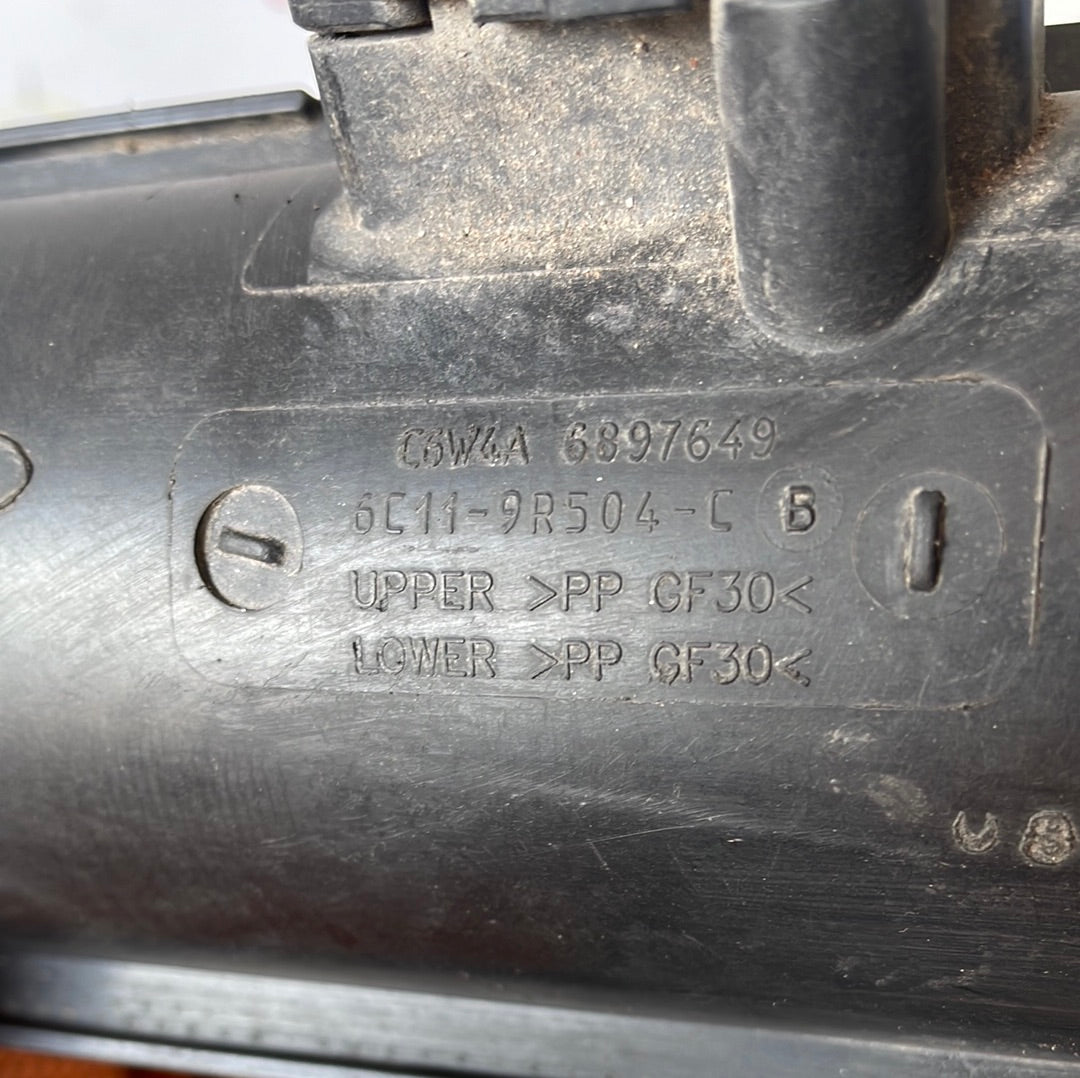 C6W4A 6897649
6C11-9R504-C B
UPPER >PP GF30<
LOWER >PP GF30<